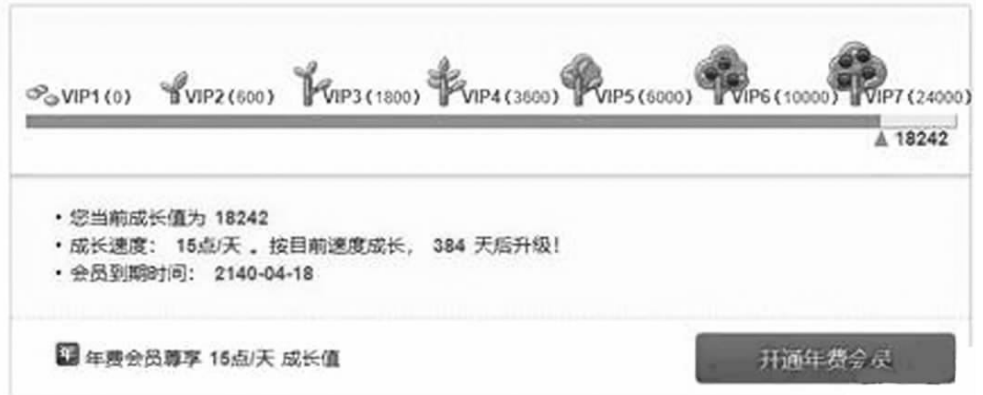 VIP1(0) VIP2(600) VIP3(1800) VIP4(3600) VIP5(6000) VIP6(10000) VIP7(24000)
18242
• 您当前成长值为 18242
• 成长速度： 15点/天 。按目前速度成长， 384 天后升级！
• 会员到期时间： 2140-04-18
年 年费会员尊享 15点/天 成长值
开通年费会员